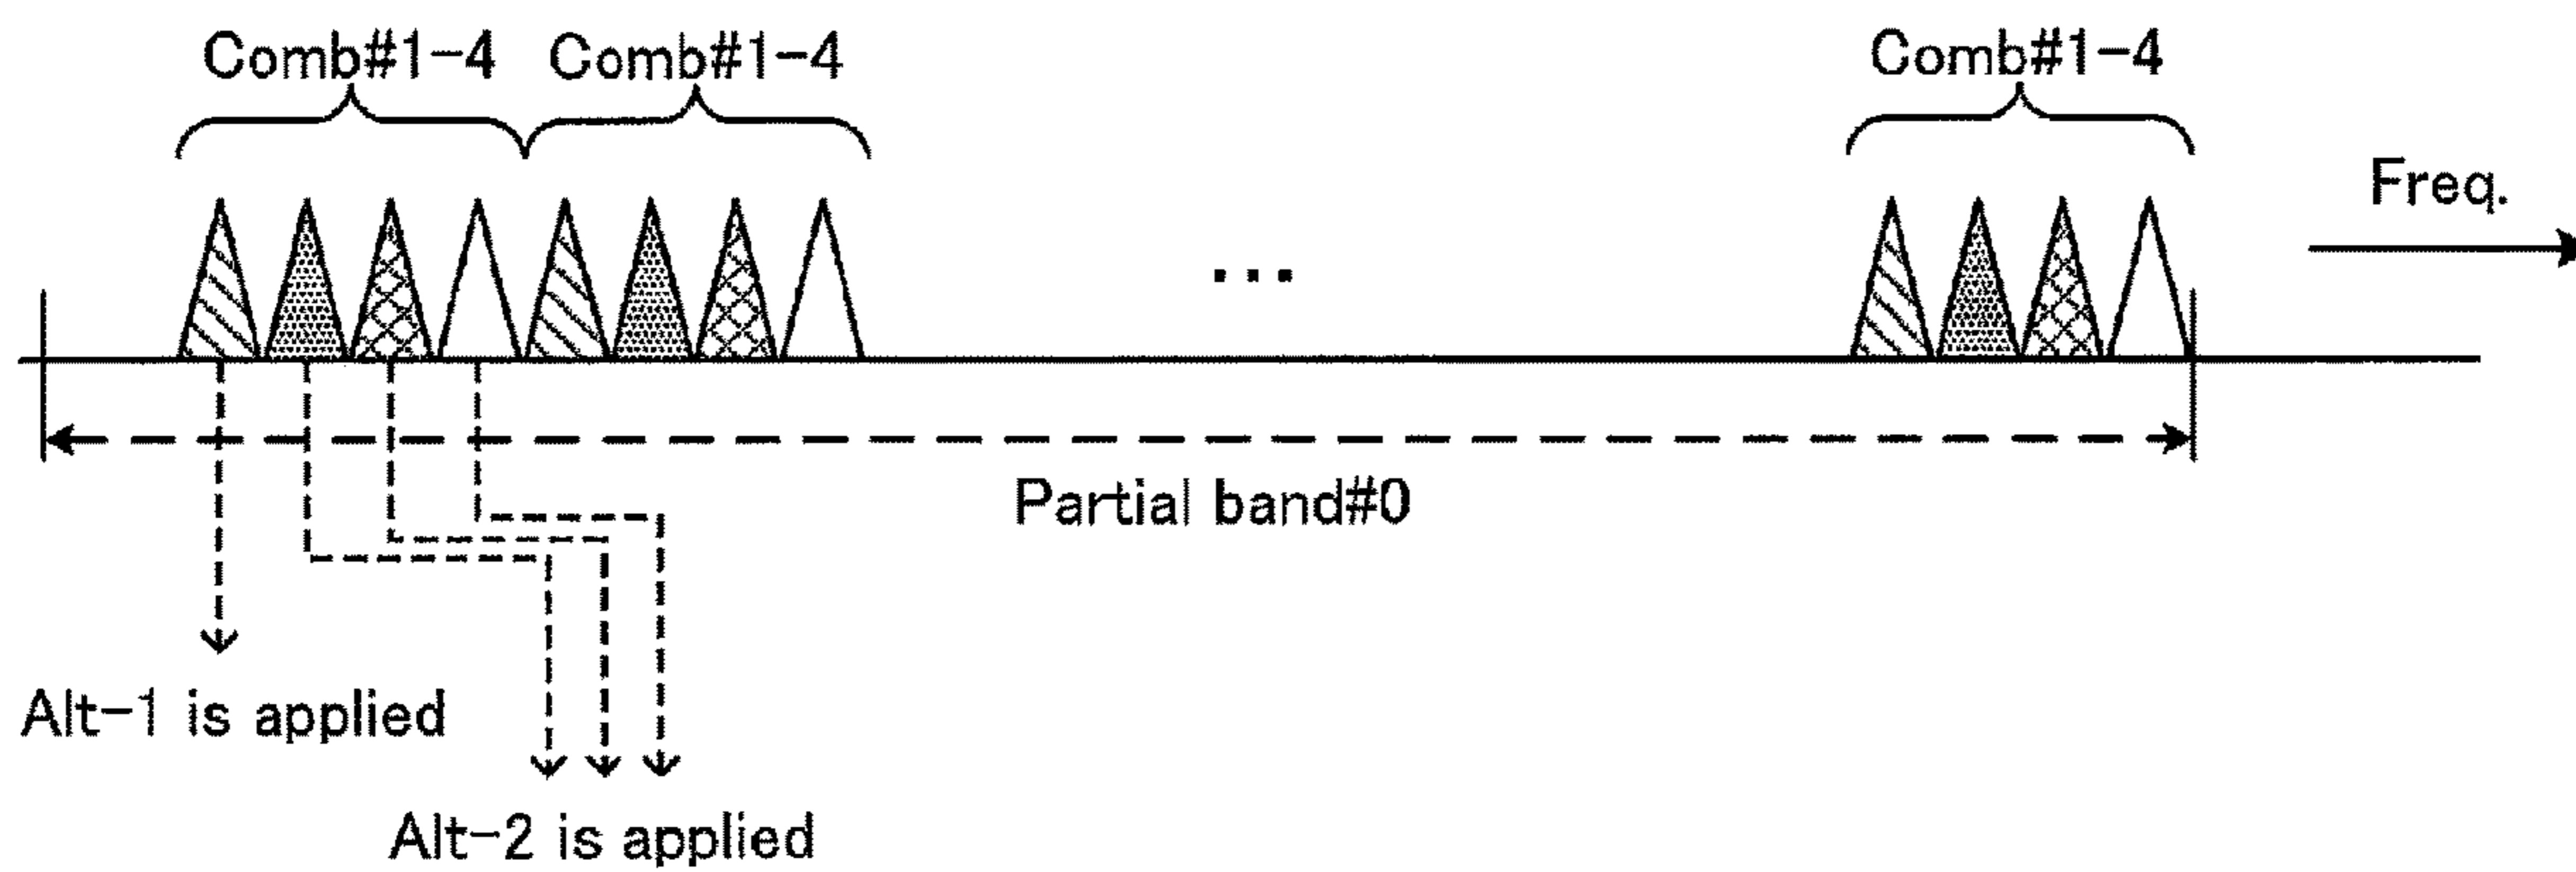 Comb#1-4 Comb#1-4 Comb#1-4
Freq.
...
Partial band#0
Alt-1 is applied
Alt-2 is applied